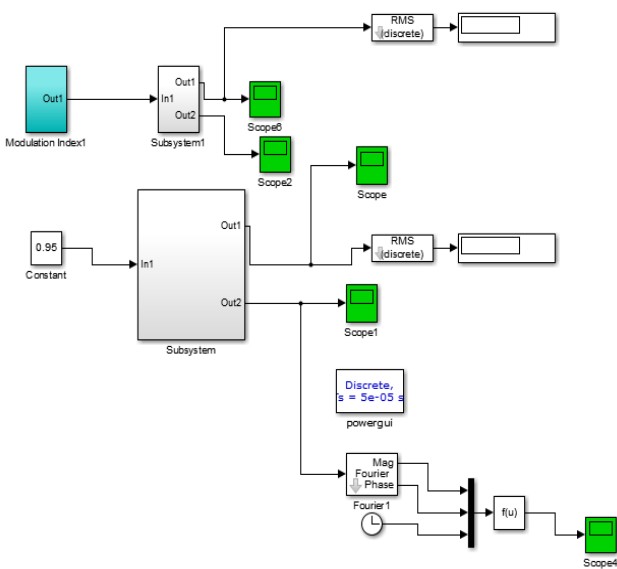 RMS
(discrete)
Out1
Modulation Index1
In1
Out1
Out2
Subsystem1
Scope6
Scope2
Scope
0.95
Constant
In1
Out1
Out2
Subsystem
RMS
(discrete)
Scope1
Discrete,
s = 5e-05 s
powergui
Mag
Fourier
Phase
Fourier1
f(u)
Scope4